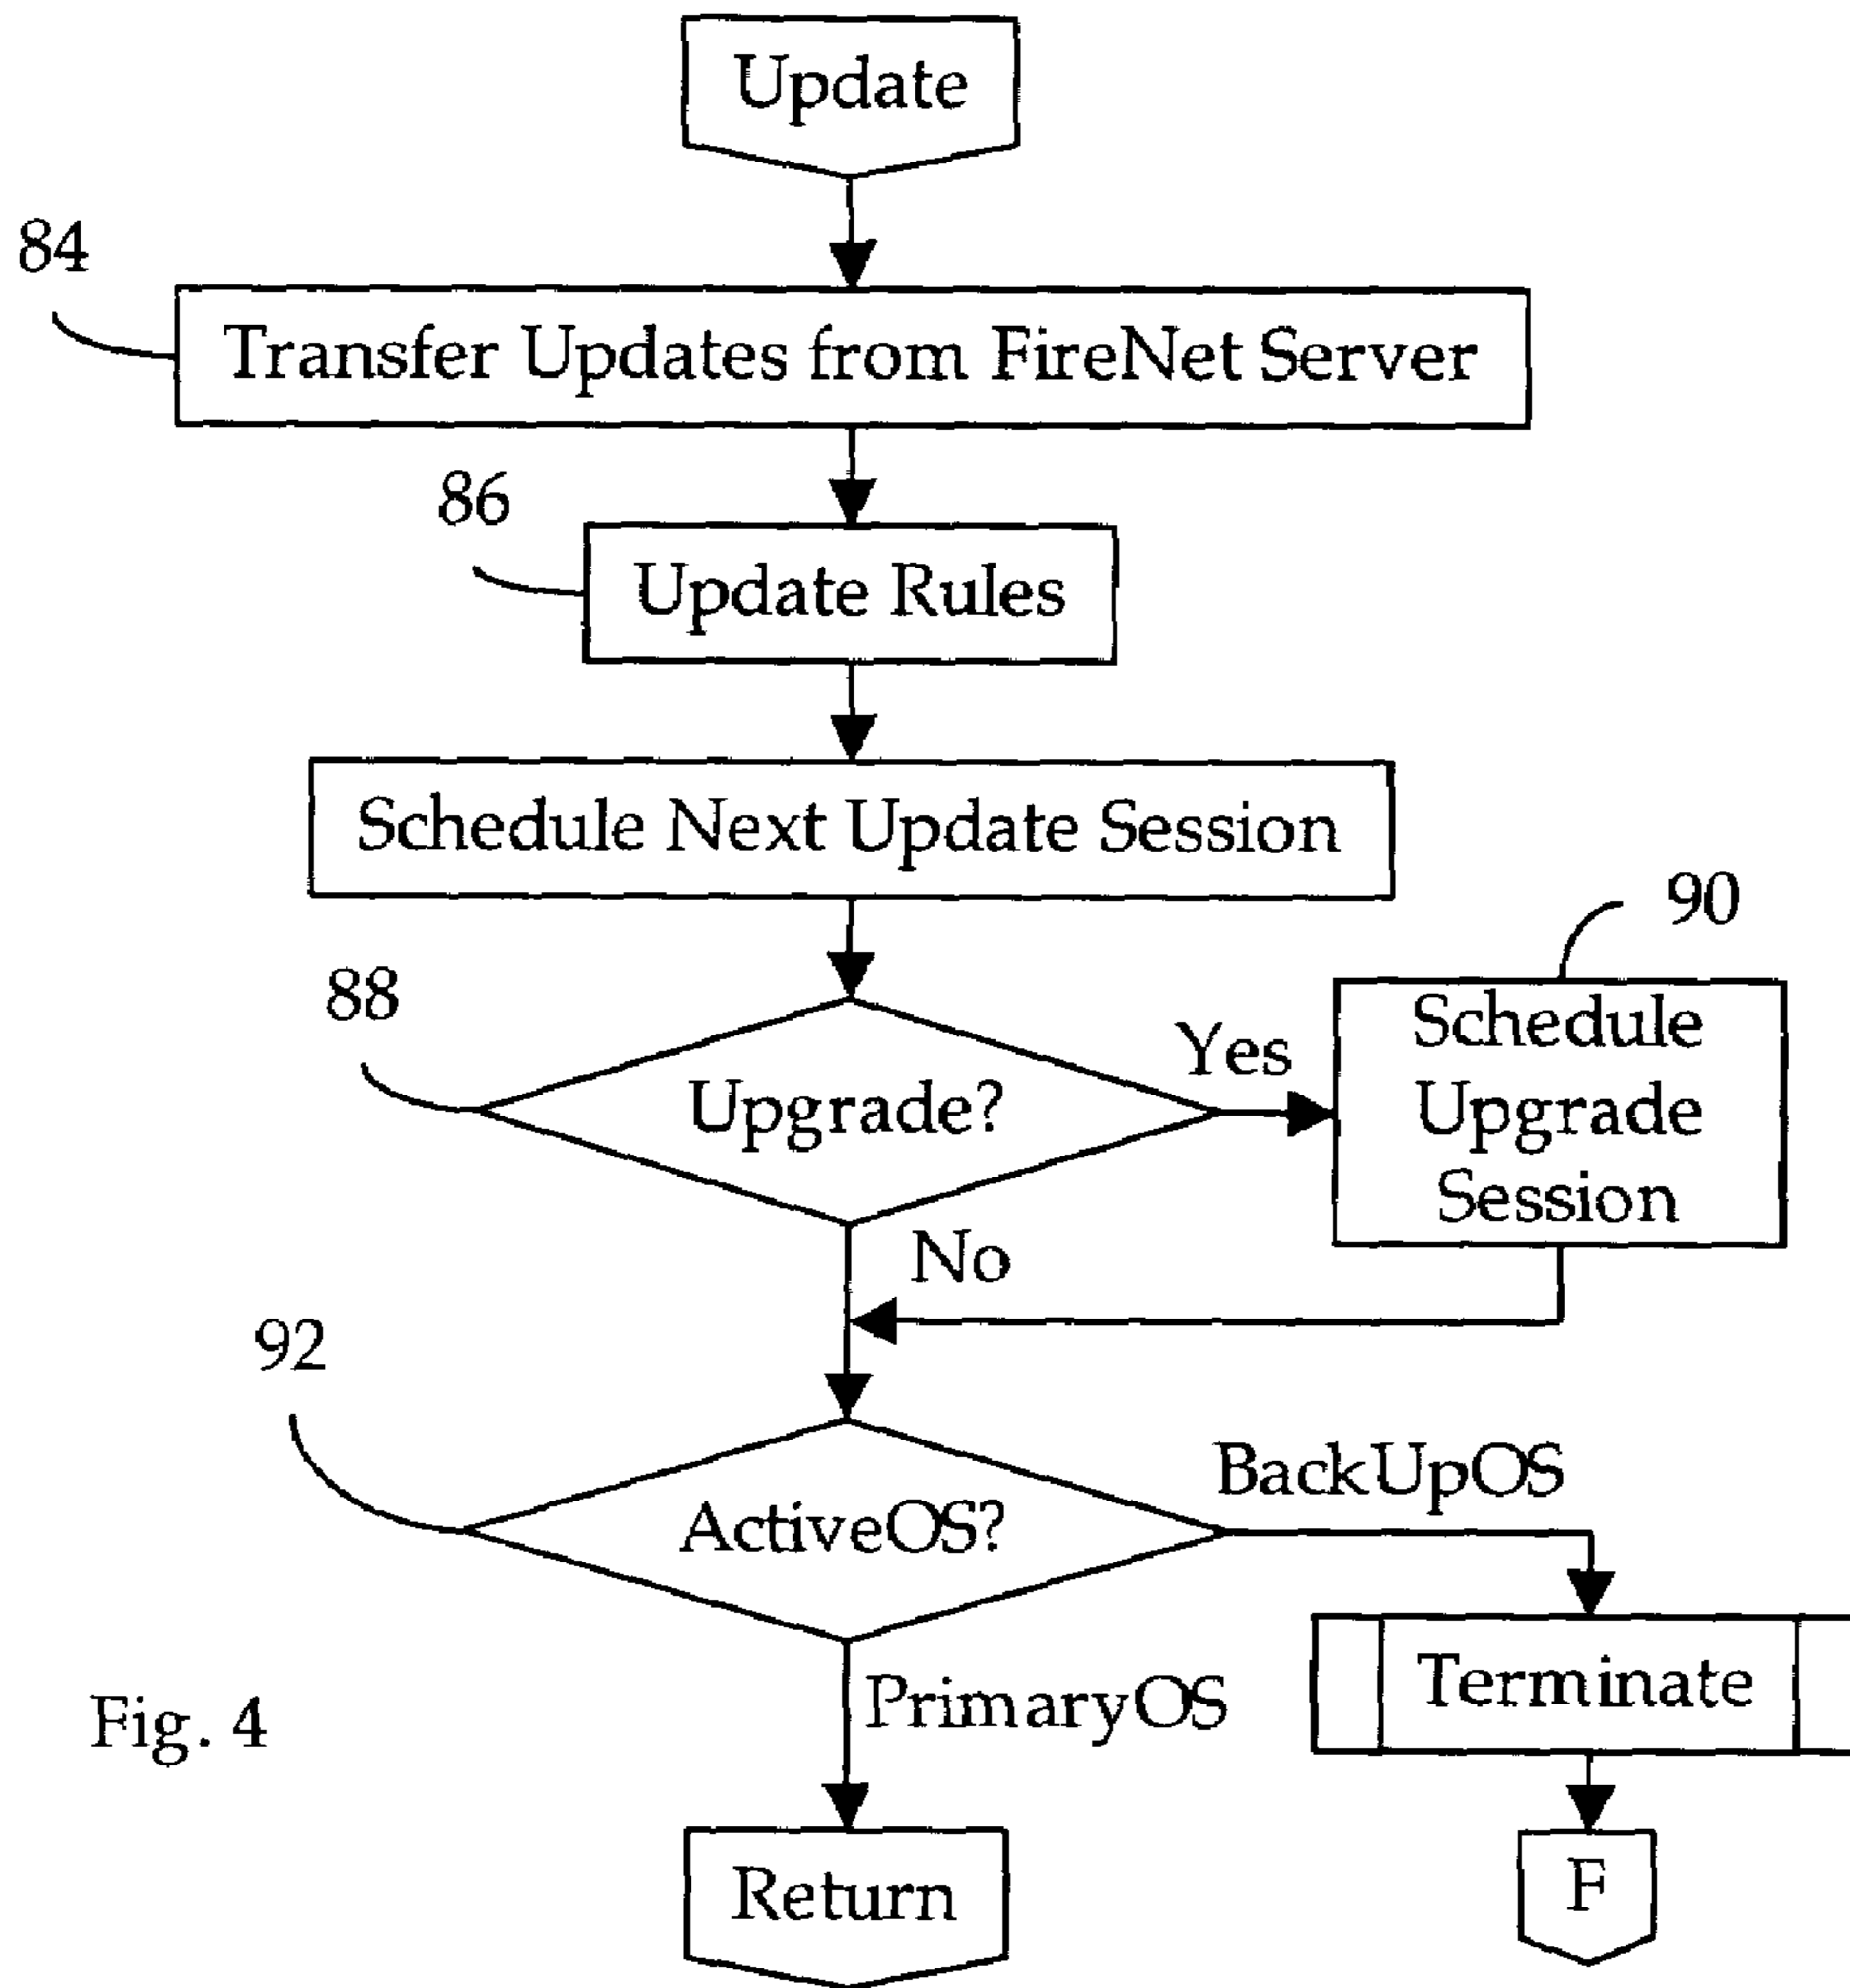 Update
84
Transfer Updates from FireNet Server
86
Update Rules
Schedule Next Update Session
90
88
Upgrade?
Yes
Schedule
Upgrade
Session
No
92
ActiveOS?
BackUpOS
Terminate
PrimaryOS
Fig. 4
Return
F